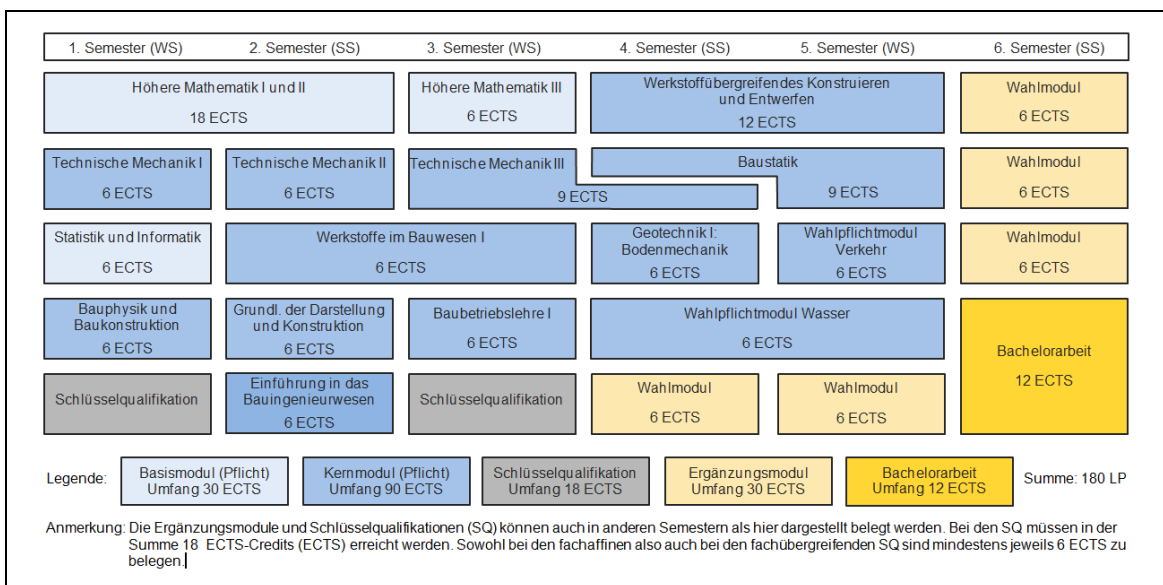 1. Semester (WS) 2. Semester (SS) 3. Semester (WS) 4. Semester (SS) 5. Semester (WS) 6. Semester (SS)
Höhere Mathematik I und II
18 ECTS
Höhere Mathematik III
6 ECTS
Werkstoffübergreifendes Konstruieren
und Entwerfen
12 ECTS
Wahlmodul
6 ECTS
Technische Mechanik I
6 ECTS
Technische Mechanik II
6 ECTS
Technische Mechanik III
9 ECTS
Baustatik
9 ECTS
Wahlmodul
6 ECTS
Statistik und Informatik
6 ECTS
Werkstoffe im Bauwesen I
6 ECTS
Geotechnik I:
Bodenmechanik
6 ECTS
Wahlpflichtmodul
Verkehr
6 ECTS
Wahlmodul
6 ECTS
Bauphysik und
Baukonstruktion
6 ECTS
Grundl. der Darstellung
und Konstruktion
6 ECTS
Baubetriebslehre I
6 ECTS
Wahlpflichtmodul Wasser
6 ECTS
Bachelorarbeit
12 ECTS
Schlüsselqualifikation
Einführung in das
Bauingenieurwesen
6 ECTS
Schlüsselqualifikation
Wahlmodul
6 ECTS
Wahlmodul
6 ECTS
Legende:
Basismodul (Pflicht)
Umfang 30 ECTS
Kernmodul (Pflicht)
Umfang 90 ECTS
Schlüsselqualifikation
Umfang 18 ECTS
Ergänzungsmodul
Umfang 30 ECTS
Bachelorarbeit
Umfang 12 ECTS
Summe: 180 LP
Anmerkung: Die Ergänzungsmodule und Schlüsselqualifikationen (SQ) können auch in anderen Semestern als hier dargestellt belegt werden. Bei den SQ müssen in der
Summe 18 ECTS-Credits (ECTS) erreicht werden. Sowohl bei den fachaffinen also auch bei den fachübergreifenden SQ sind mindestens jeweils 6 ECTS zu
belegen.